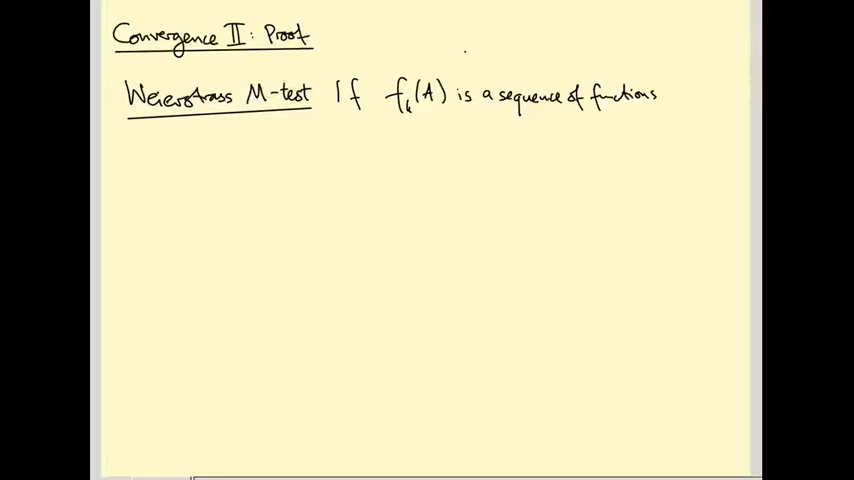 Convergence II: Proof
Weierstrass M-test If fₖ(A) is a sequence of functions